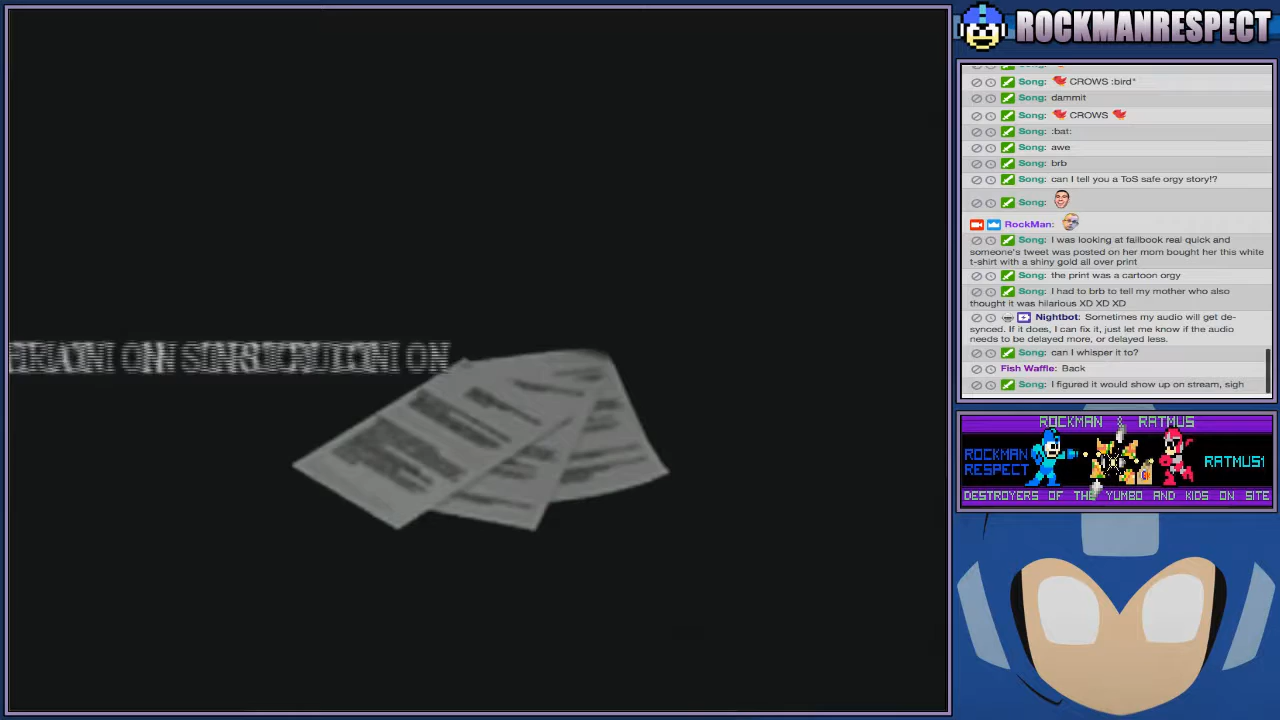 ROCKMANRESPECT
Song: CROWS :bird*
Song: dammit
Song: CROWS
Song: :bat:
Song: awe
Song: brb
Song: can I tell you a ToS safe orgy story!?
Song:
RockMan:
Song: I was looking at failbook real quick and
someone's tweet was posted on her mom bought her this white
t-shirt with a shiny gold all over print
Song: the print was a cartoon orgy
Song: I had to brb to tell my mother who also
thought it was hilarious XD XD XD
Nightbot: Sometimes my audio will get de-
synced. If it does, I can fix it, just let me know if the audio
needs to be delayed more, or delayed less.
Song: can I whisper it to?
Fish Waffle: Back
Song: I figured it would show up on stream, sigh
ROCKMAN & RATMUS
ROCKMAN
RESPECT
RATMUS1
DESTROYERS OF THE YUMBO AND KIDS ON SITE